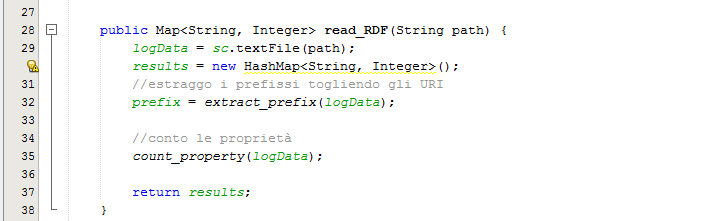 27
28 public Map<String, Integer> read_RDF(String path) {
29 logData = sc.textFile(path);
results = new HashMap<String, Integer>();
31 //estraggo i prefissi togliendo gli URI
32 prefix = extract_prefix(logData);
33
34 //conto le proprietà
35 count_property(logData);
36
37 return results;
38 }